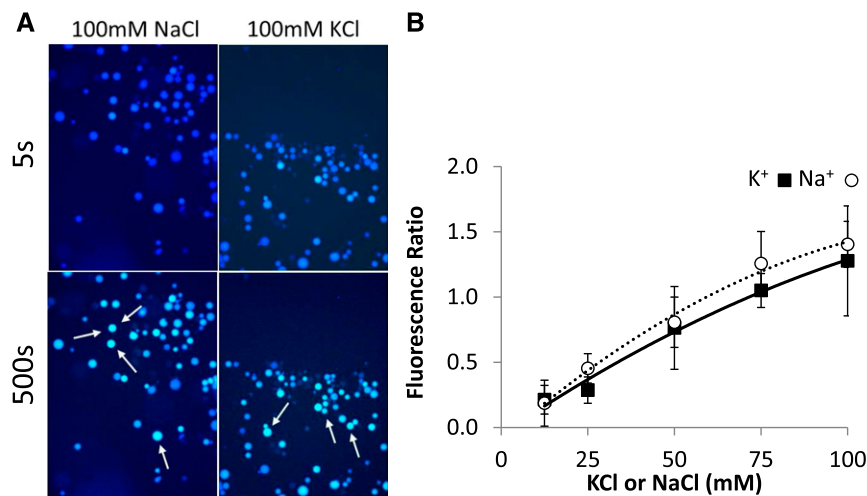 A
100mM NaCl
100mM KCl
5s
500s
B
2.0
1.5
1.0
0.5
0.0
Fluorescence Ratio
K+ Na+
0
25
50
75
100
KCl or NaCl (mM)